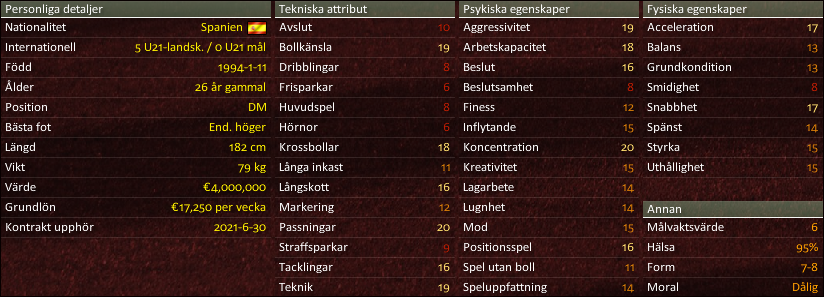 Personliga detaljer
Nationalitet Spanien
Internationell 5 U21-landsk. / 0 U21 mål
Född 1994-1-11
Ålder 26 år gammal
Position DM
Bästa fot End. höger
Längd 182 cm
Vikt 79 kg
Värde €4,000,000
Grundlön €17,250 per vecka
Kontrakt upphör 2021-6-30
Tekniska attribut
Avslut 10
Bollkänsla 19
Dribblingar 8
Frisparkar 6
Huvudspel 8
Hörnor 6
Krossbollar 18
Långa inkast 11
Långskott 16
Markering 12
Passningar 20
Straffsparkar 9
Tacklingar 16
Teknik 19
Psykiska egenskaper
Aggressivitet 19
Arbetskapacitet 18
Beslut 16
Beslutsamhet 8
Finess 12
Inflytande 15
Koncentration 20
Kreativitet 15
Lagarbete 14
Lugnhet 14
Mod 15
Positionsspel 16
Spel utan boll 11
Speluppfattning 14
Fysiska egenskaper
Acceleration 17
Balans 13
Grundkondition 13
Smidighet 8
Snabbhet 17
Spänst 14
Styrka 15
Uthållighet 15
Annan
Målvaktsvärde 6
Hälsa 95%
Form 7-8
Moral Dålig